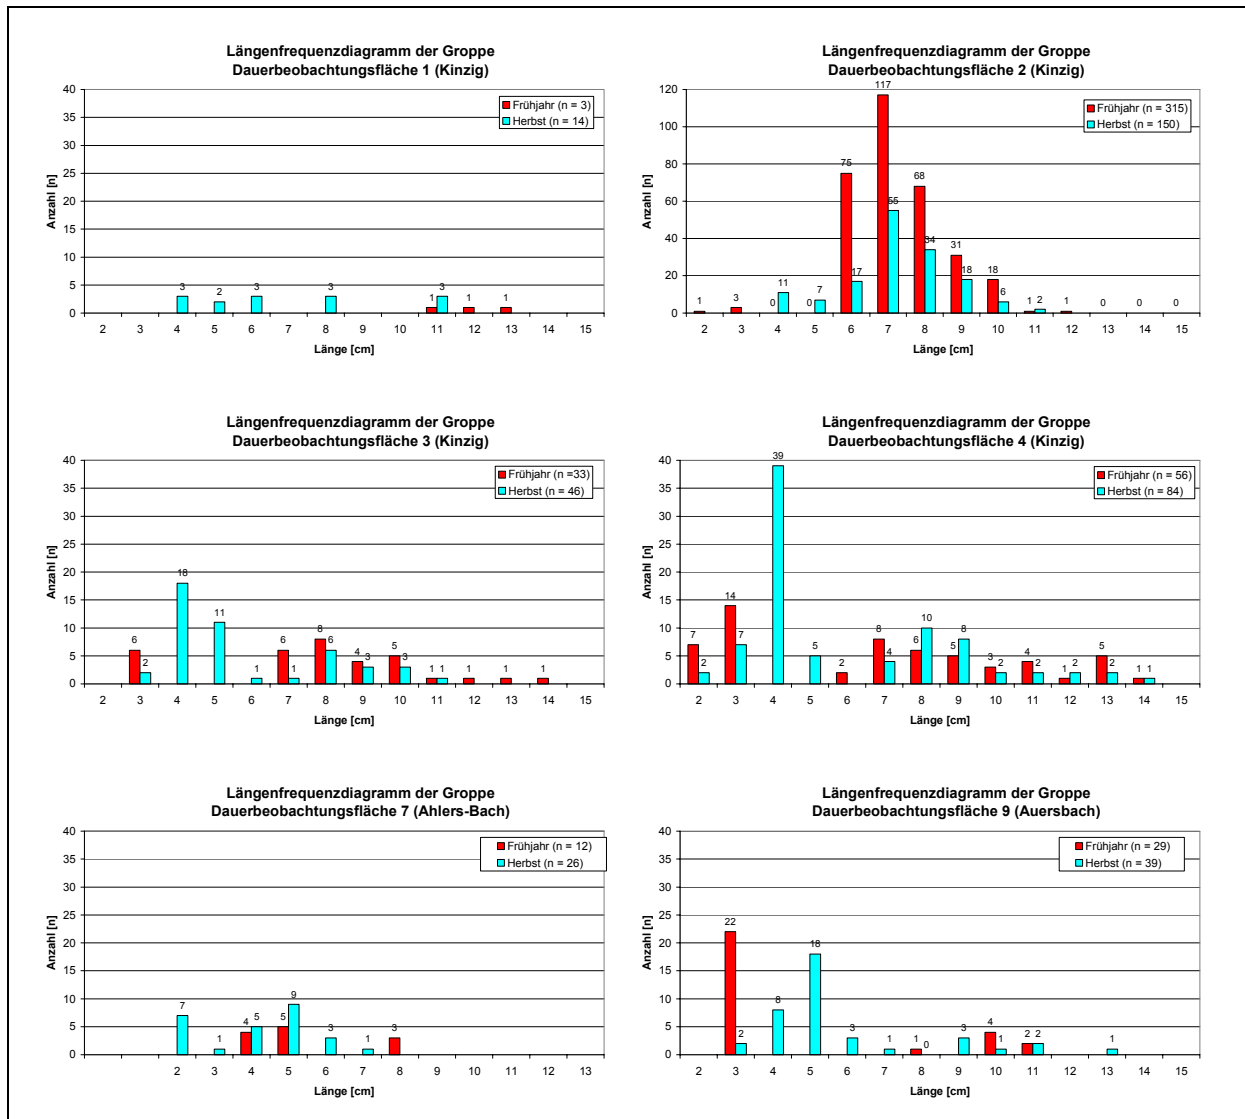 Längenfrequenzdiagramm der Groppe
Dauerbeobachtungsfläche 1 (Kinzig)
Anzahl [n]
40
35
30
25
20
15
10
5
0
Frühjahr (n = 3)
Herbst (n = 14)
3 2 3 3 1 3 1 1
2 3 4 5 6 7 8 9 10 11 12 13 14 15
Länge [cm]
Längenfrequenzdiagramm der Groppe
Dauerbeobachtungsfläche 2 (Kinzig)
Anzahl [n]
120
100
80
60
40
20
0
Frühjahr (n = 315)
Herbst (n = 150)
1 3 0 11 0 7 75 17 117 55 68 34 31 18 18 6 1 2 1 0 0 0
2 3 4 5 6 7 8 9 10 11 12 13 14 15
Länge [cm]
Längenfrequenzdiagramm der Groppe
Dauerbeobachtungsfläche 3 (Kinzig)
Anzahl [n]
40
35
30
25
20
15
10
5
0
Frühjahr (n =33)
Herbst (n = 46)
6 2 18 11 1 6 1 8 6 4 3 5 3 1 1 1 1 1
2 3 4 5 6 7 8 9 10 11 12 13 14 15
Länge [cm]
Längenfrequenzdiagramm der Groppe
Dauerbeobachtungsfläche 4 (Kinzig)
Anzahl [n]
40
35
30
25
20
15
10
5
0
Frühjahr (n = 56)
Herbst (n = 84)
7 2 14 7 39 5 2 8 4 6 10 5 8 3 2 4 2 1 2 5 2 1 1
2 3 4 5 6 7 8 9 10 11 12 13 14 15
Länge [cm]
Längenfrequenzdiagramm der Groppe
Dauerbeobachtungsfläche 7 (Ahlers-Bach)
Anzahl [n]
40
35
30
25
20
15
10
5
0
Frühjahr (n = 12)
Herbst (n = 26)
7 1 4 5 5 9 3 1 3
2 3 4 5 6 7 8 9 10 11 12 13
Länge [cm]
Längenfrequenzdiagramm der Groppe
Dauerbeobachtungsfläche 9 (Auersbach)
Anzahl [n]
40
35
30
25
20
15
10
5
0
Frühjahr (n = 29)
Herbst (n = 39)
22 2 8 18 3 1 1 0 3 4 1 2 2 1
2 3 4 5 6 7 8 9 10 11 12 13 14 15
Länge [cm]